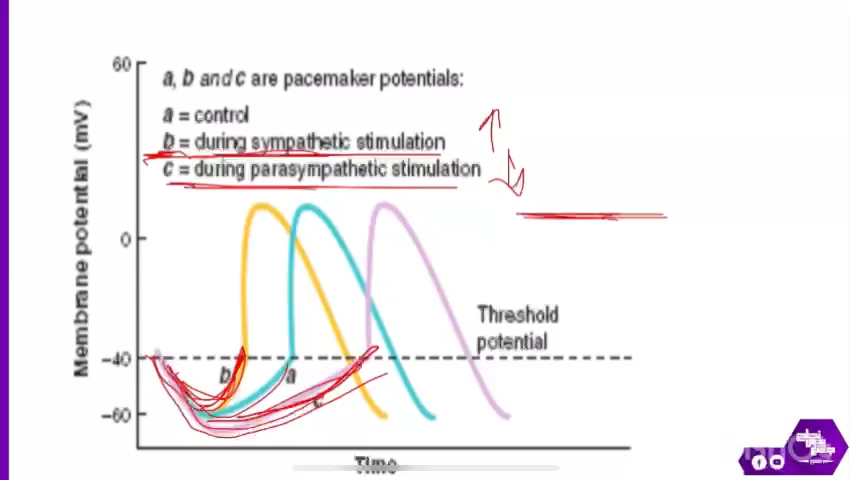 60
a, b and c are pacemaker potentials:
a = control
b = during sympathetic stimulation
c = during parasympathetic stimulation
Membrane potential (mV)
0
Threshold
potential
−40
b
a
c
−60
Time